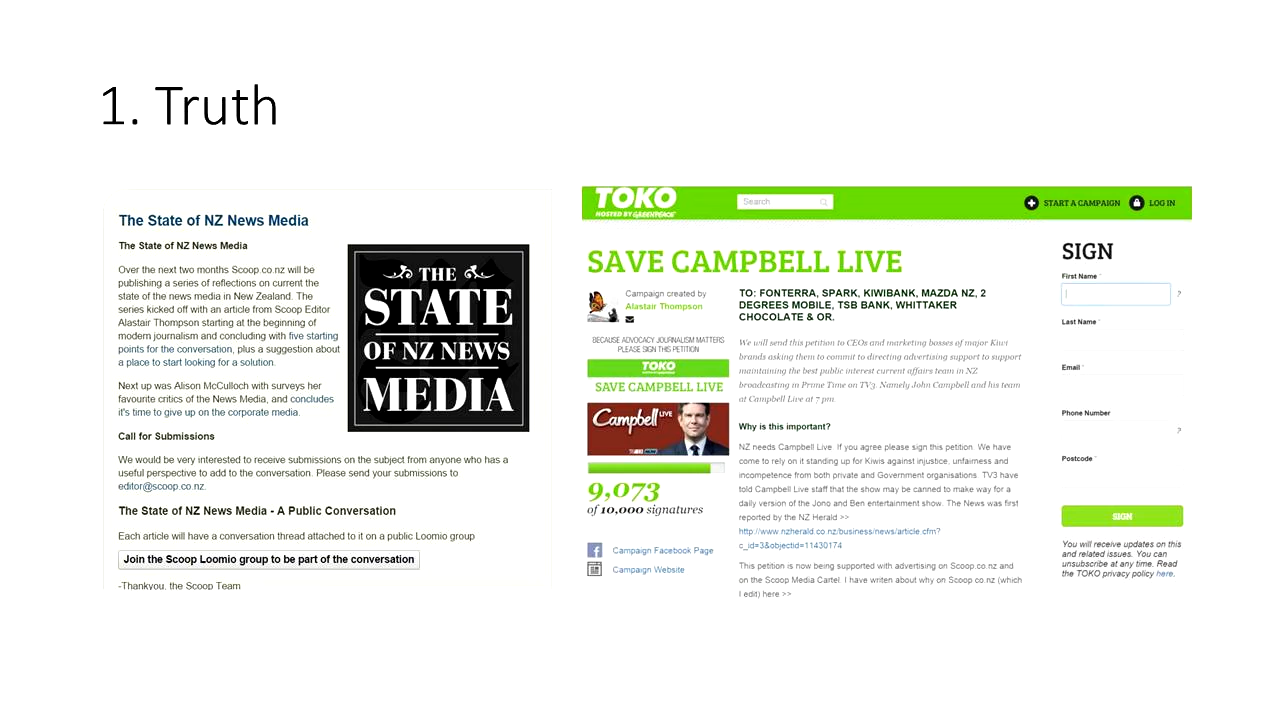 1. Truth
The State of NZ News Media
The State of NZ News Media
Over the next two months Scoop.co.nz will be
publishing a series of reflections on current the
state of the news media in New Zealand. The
series kicked off with an article from Scoop Editor
Alastair Thompson starting at the beginning of
modern journalism and concluding with five starting
points for the conversation, plus a suggestion about
a place to start looking for a solution.
Next up was Alison McCulloch with surveys her
favourite critics of the News Media, and concludes
it's time to give up on the corporate media.
Call for Submissions
We would be very interested to receive submissions on the subject from anyone who has a
useful perspective to add to the conversation. Please send your submissions to
editor@scoop.co.nz.
The State of NZ News Media - A Public Conversation
Each article will have a conversation thread attached to it on a public Loomio group
Join the Scoop Loomio group to be part of the conversation
-Thankyou, the Scoop Team
THE
STATE
OF NZ NEWS
MEDIA
TOKO
HOSTED BY GREENPEACE
Search
START A CAMPAIGN
LOG IN
SAVE CAMPBELL LIVE
Campaign created by
Alastair Thompson
BECAUSE ADVOCACY JOURNALISM MATTERS
PLEASE SIGN THIS PETITION
TOKO
SAVE CAMPBELL LIVE
Campbell LIVE
9,073
of 10,000 signatures
Campaign Facebook Page
Campaign Website
TO: FONTERRA, SPARK, KIWIBANK, MAZDA NZ, 2
DEGREES MOBILE, TSB BANK, WHITTAKER
CHOCOLATE & OR.
We will send this petition to CEOs and marketing bosses of major Kiwi
brands asking them to commit to directing advertising support to support
maintaining the best public interest current affairs team in NZ
broadcasting in Prime Time on TV3. Namely John Campbell and his team
at Campbell Live at 7 pm
Why is this important?
NZ needs Campbell Live. If you agree please sign this petition. We have
come to rely on it standing up for Kiwis against injustice, unfairness and
incompetence from both private and Government organisations. TV3 have
told Campbell Live staff that the show may be canned to make way for a
daily version of the Jono and Ben entertainment show. The News was first
reported by the NZ Herald >>
http://www.nzherald.co.nz/business/news/article.cfm?
c_id=3&objectid=11430174
This petition is now being supported with advertising on Scoop.co.nz and
on the Scoop Media Cartel. I have writen about why on Scoop.co.nz (which
I edit) here >>
SIGN
First Name *
?
Last Name *
Email *
Phone Number
?
Postcode *
SIGN
You will receive updates on this
and related issues. You can
unsubscribe at any time. Read
the TOKO privacy policy here.